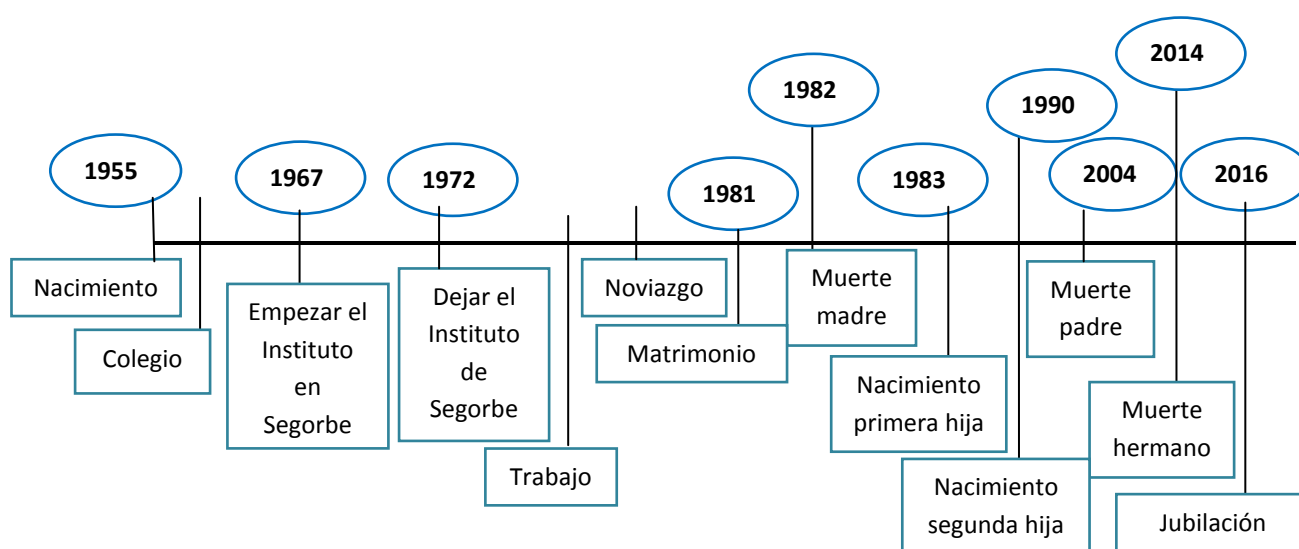 2014
1982
1990
1955
1967
1972
1981
1983
2004
2016
Nacimiento
Colegio
Empezar el
Instituto
en
Segorbe
Dejar el
Instituto
de
Segorbe
Trabajo
Noviazgo
Matrimonio
Muerte
madre
Nacimiento
primera hija
Nacimiento
segunda hija
Muerte
padre
Muerte
hermano
Jubilación